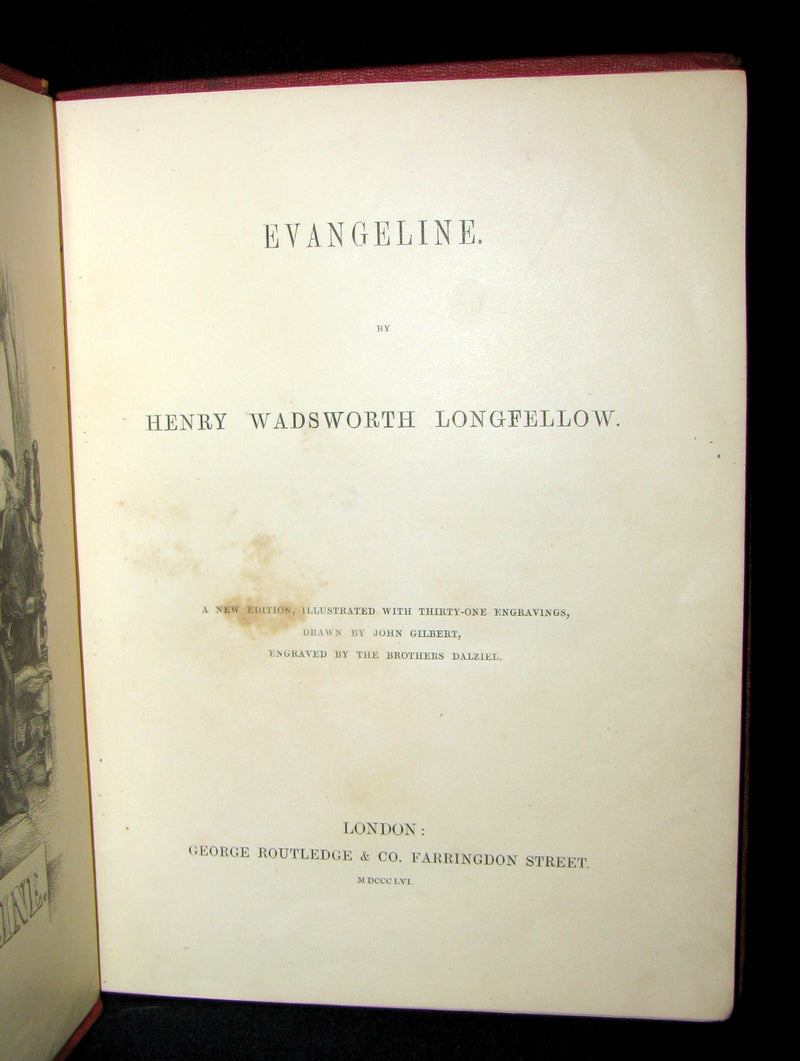 EVANGELINE.
BY
HENRY WADSWORTH LONGFELLOW.
A NEW EDITION, ILLUSTRATED WITH THIRTY-ONE ENGRAVINGS,
DRAWN BY JOHN GILBERT,
ENGRAVED BY THE BROTHERS DALZIEL.
LONDON:
GEORGE ROUTLEDGE & CO. FARRINGDON STREET.
MDCCCLVI.
INE.